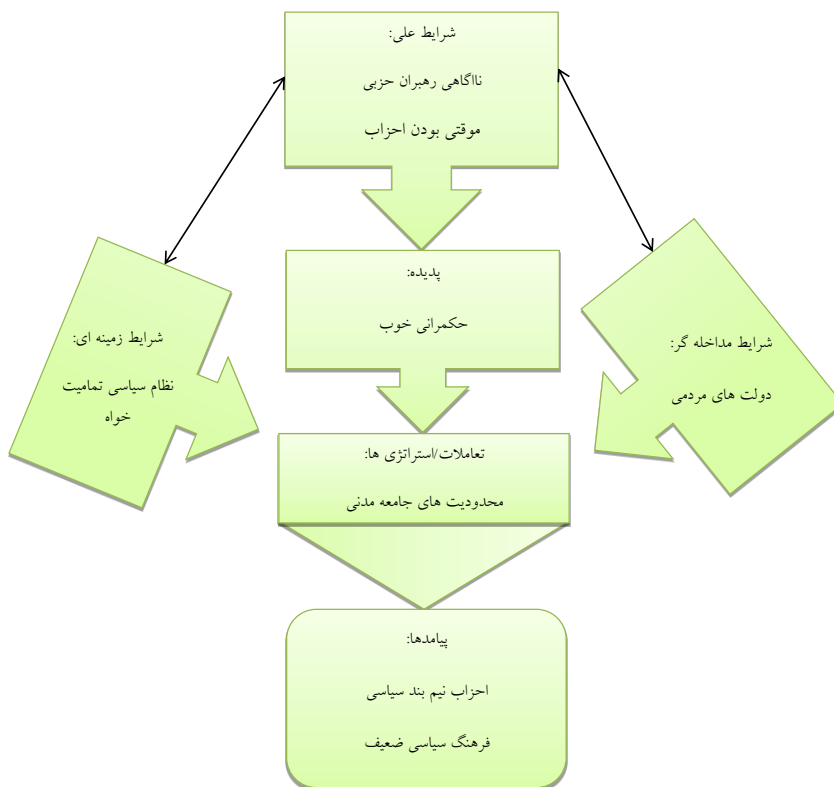 شرایط علی:
ناآگاهی رهبران حزبی
موقتی بودن احزاب
پدیده:
حکمرانی خوب
شرایط مداخله گر:
دولت های مردمی
شرایط زمینه ای:
نظام سیاسی تمامیت
خواه
تعاملات/استراتژی ها:
محدودیت های جامعه مدنی
پیامدها:
احزاب نیم بند سیاسی
فرهنگ سیاسی ضعیف